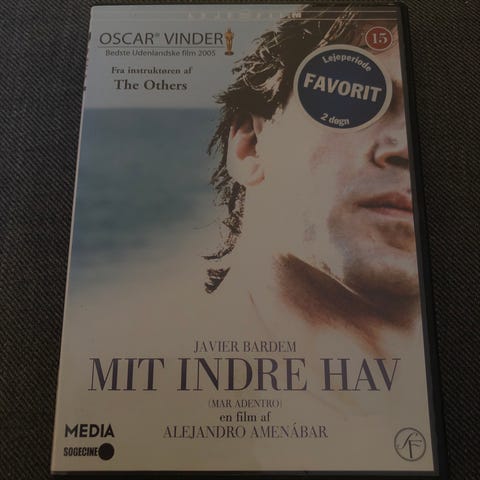 OSCAR® VINDER
Bedste Udenlandske film 2005
Fra instruktøren af
The Others
15
Lejeperiode
FAVORIT
2 døgn
JAVIER BARDEM
MIT INDRE HAV
(MAR ADENTRO)
en film af
ALEJANDRO AMENÁBAR
MEDIA
SOGECINE
SF